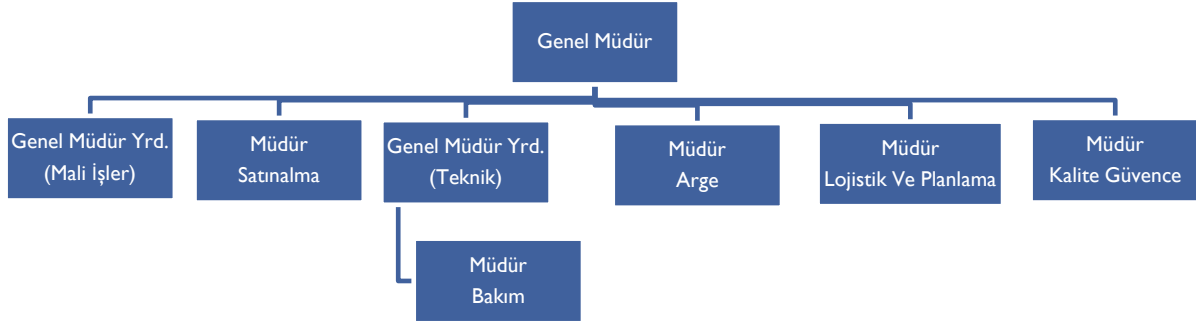 Genel Müdür
Genel Müdür Yrd.
(Mali İşler)
Müdür
Satınalma
Genel Müdür Yrd.
(Teknik)
Müdür
Arge
Müdür
Lojistik Ve Planlama
Müdür
Kalite Güvence
Müdür
Bakım